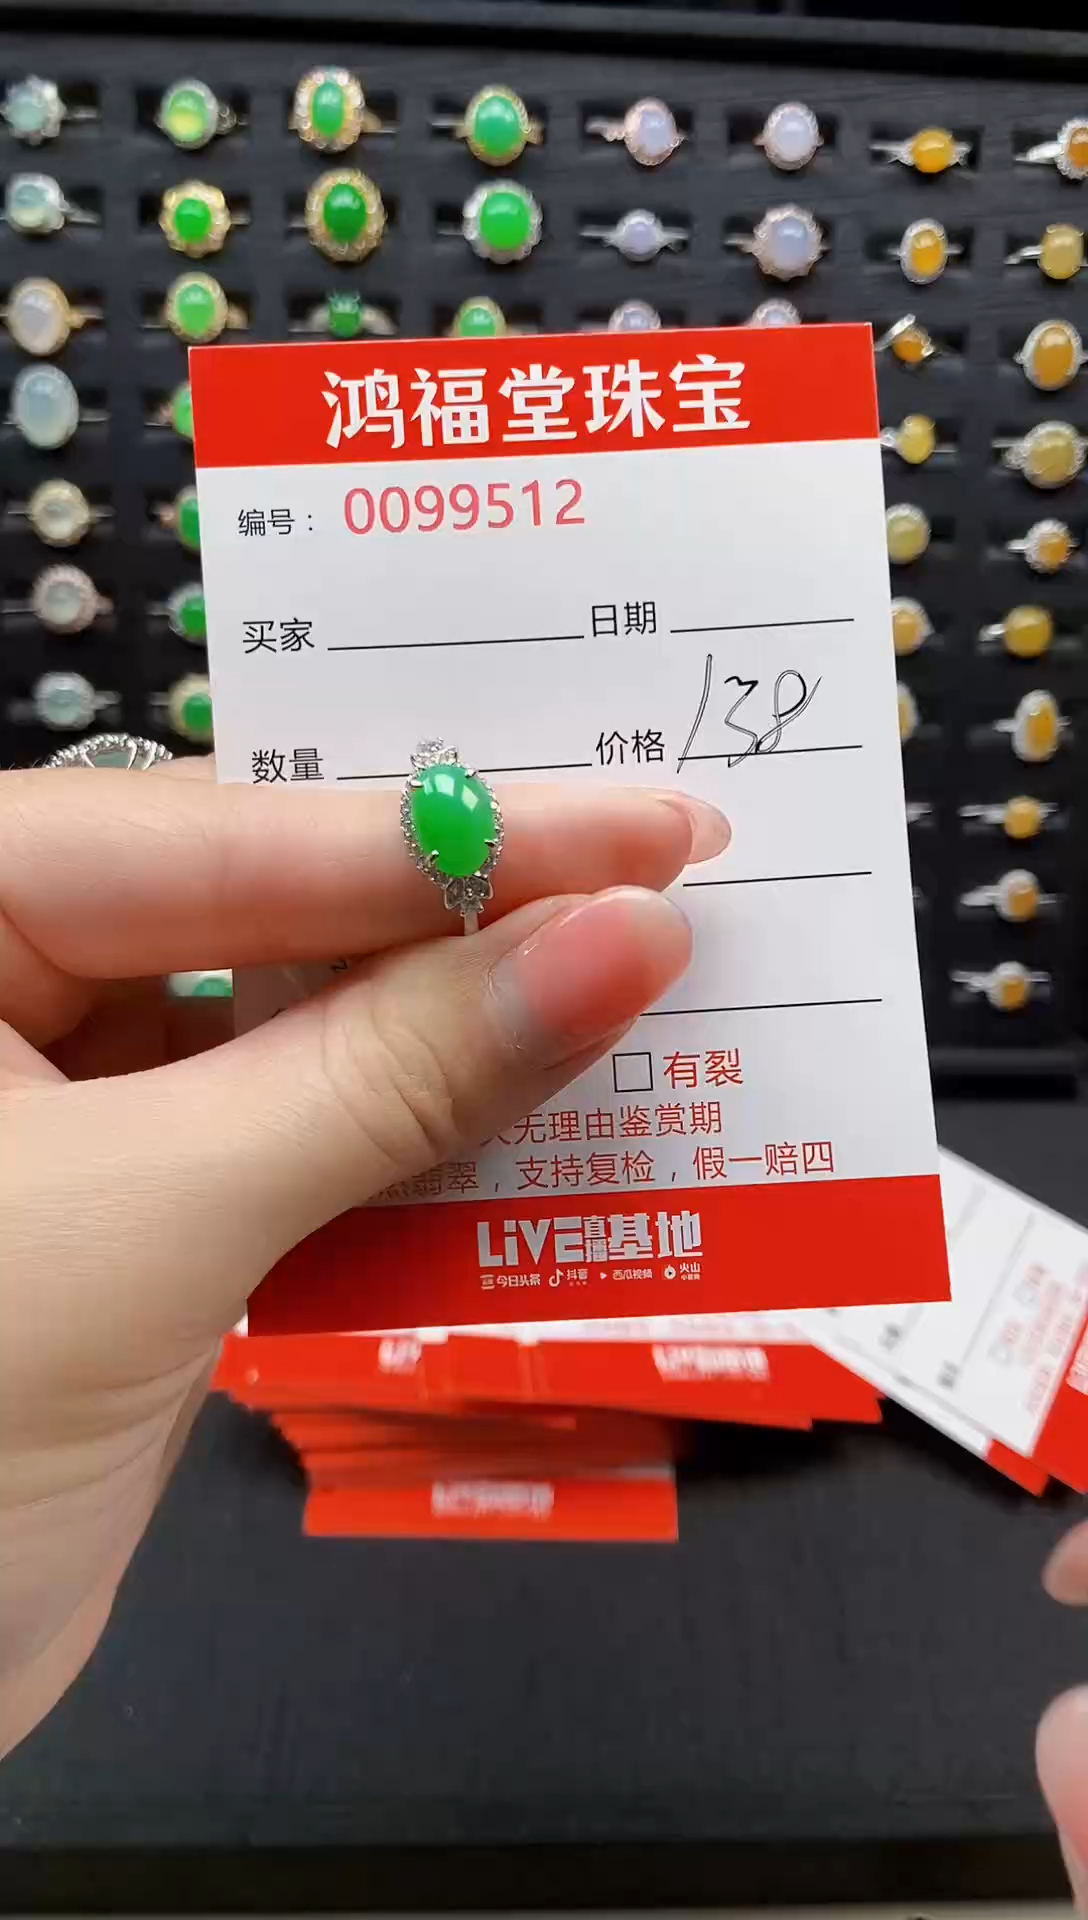 鸿福堂珠宝
编号： 0099512
买家 日期
数量 价格 138
有裂
无理由鉴赏期
翡翠，支持复检，假一赔四
LiVE直播基地
今日头条 抖音 西瓜视频 火山